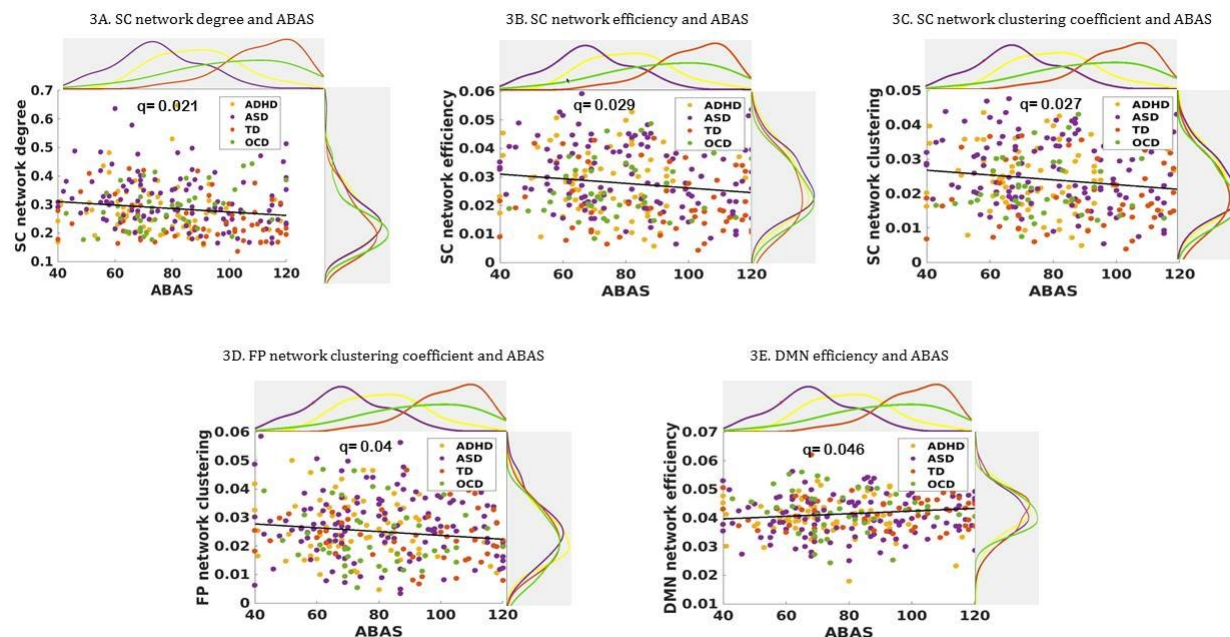 3A. SC network degree and ABAS
SC network degree
0.7
0.6
0.5
0.4
0.3
0.2
0.1
q= 0.021
ADHD
ASD
TD
OCD
40 60 80 100 120
ABAS
3B. SC network efficiency and ABAS
SC network efficiency
0.06
0.05
0.04
0.03
0.02
0.01
0
q= 0.029
ADHD
ASD
TD
OCD
40 60 80 100 120
ABAS
3C. SC network clustering coefficient and ABAS
SC network clustering
0.05
0.04
0.03
0.02
0.01
0
q= 0.027
ADHD
ASD
TD
OCD
40 60 80 100 120
ABAS
3D. FP network clustering coefficient and ABAS
FP network clustering
0.06
0.05
0.04
0.03
0.02
0.01
0
q= 0.04
ADHD
ASD
TD
OCD
40 60 80 100 120
ABAS
3E. DMN efficiency and ABAS
DMN network efficiency
0.07
0.06
0.05
0.04
0.03
0.02
0.01
q= 0.046
ADHD
ASD
TD
OCD
40 60 80 100 120
ABAS